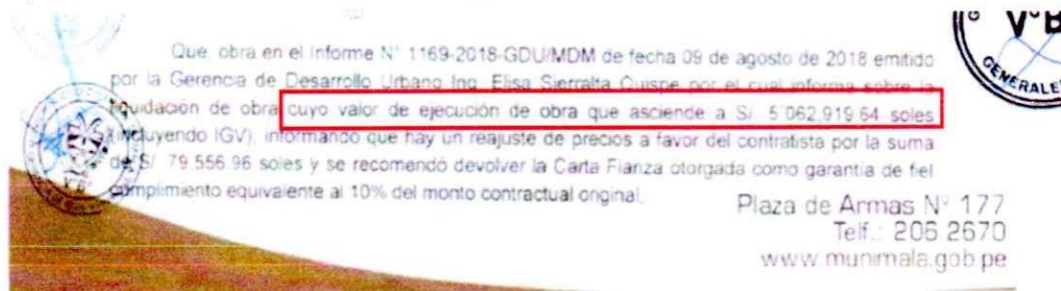 V°B
GENERALE
Que obra en el Informe N° 1169-2018-GDU/MDM de fecha 09 de agosto de 2018 emitido
por la Gerencia de Desarrollo Urbano Ing. Elisa Sierralta Quispe por el cual informa sobre la
liquidación de obra cuyo valor de ejecución de obra que asciende a S/ 5'062,919.64 soles
(incluyendo IGV), informando que hay un reajuste de precios a favor del contratista por la suma
de S/ 79,556.96 soles y se recomendó devolver la Carta Fianza otorgada como garantía de fiel
cumplimiento equivalente al 10% del monto contractual original.
Plaza de Armas N° 177
Telf.: 206 2670
www.munimala.gob.pe